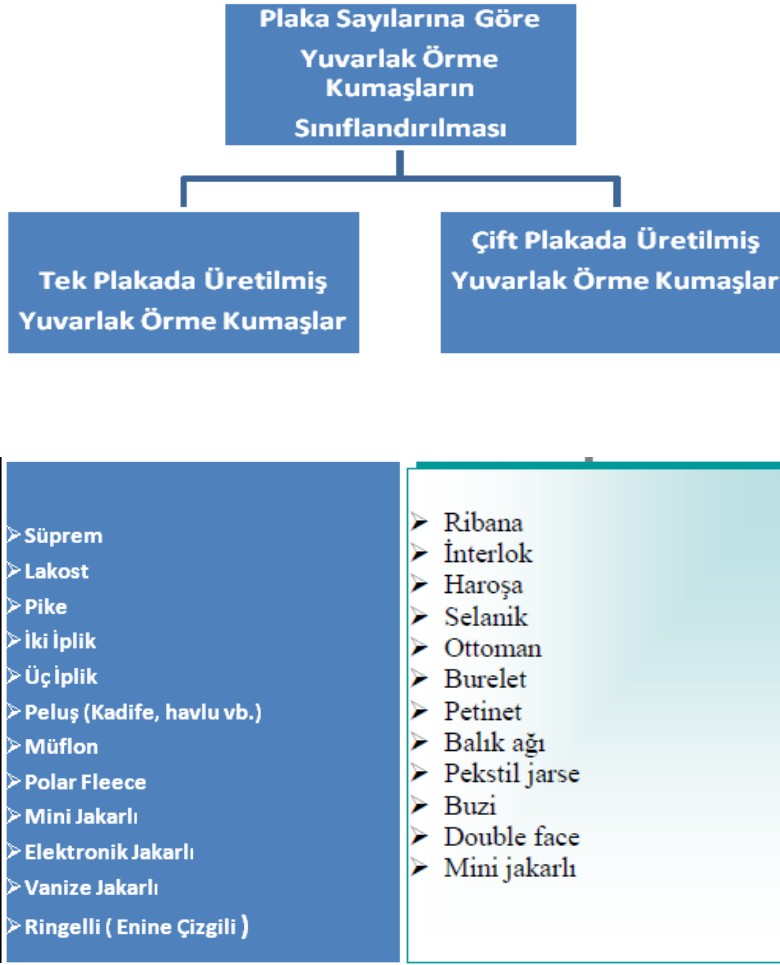 Plaka Sayılarına Göre
Yuvarlak Örme
Kumaşların
Sınıflandırılması
Tek Plakada Üretilmiş
Yuvarlak Örme Kumaşlar
Çift Plakada Üretilmiş
Yuvarlak Örme Kumaşlar
➢ Süprem
➢ Lakost
➢ Pike
➢ İki İplik
➢ Üç İplik
➢ Peluş (Kadife, havlu vb.)
➢ Müflon
➢ Polar Fleece
➢ Mini Jakarlı
➢ Elektronik Jakarlı
➢ Vanize Jakarlı
➢ Ringelli ( Enine Çizgili )
➢ Ribana
➢ İnterlok
➢ Haroşa
➢ Selanik
➢ Ottoman
➢ Burelet
➢ Petinet
➢ Balık ağı
➢ Pekstil jarse
➢ Buzi
➢ Double face
➢ Mini jakarlı